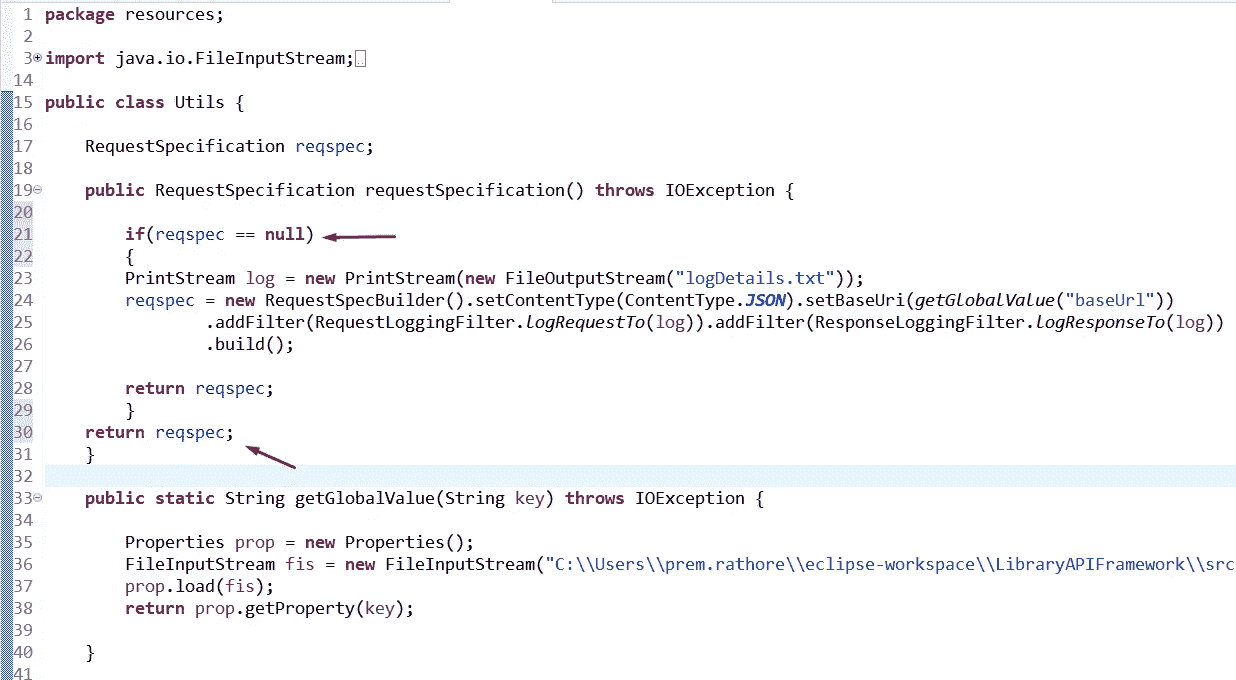 1 package resources;
2
3 import java.io.FileInputStream;
14
15 public class Utils {
16
17 RequestSpecification reqspec;
18
19 public RequestSpecification requestSpecification() throws IOException {
20
21 if(reqspec == null)
22 {
23 PrintStream log = new PrintStream(new FileOutputStream("logDetails.txt"));
24 reqspec = new RequestSpecBuilder().setContentType(ContentType.JSON).setBaseUri(getGlobalValue("baseUrl"))
25 .addFilter(RequestLoggingFilter.logRequestTo(log)).addFilter(ResponseLoggingFilter.logResponseTo(log))
26 .build();
27
28 return reqspec;
29 }
30 return reqspec;
31 }
32
33 public static String getGlobalValue(String key) throws IOException {
34
35 Properties prop = new Properties();
36 FileInputStream fis = new FileInputStream("C:\\Users\\prem.rathore\\eclipse-workspace\\LibraryAPIFramework\\src
37 prop.load(fis);
38 return prop.getProperty(key);
39
40 }
41